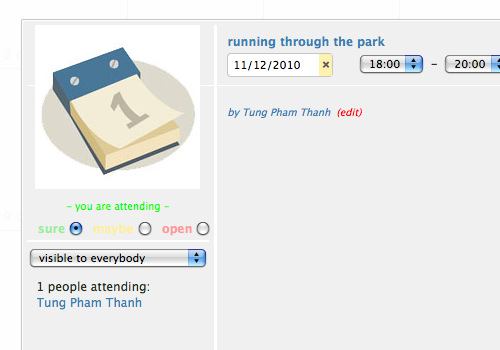 running through the park
11/12/2010 × 18:00 – 20:00
1
by Tung Pham Thanh (edit)
- you are attending -
sure maybe open
visible to everybody
1 people attending:
Tung Pham Thanh